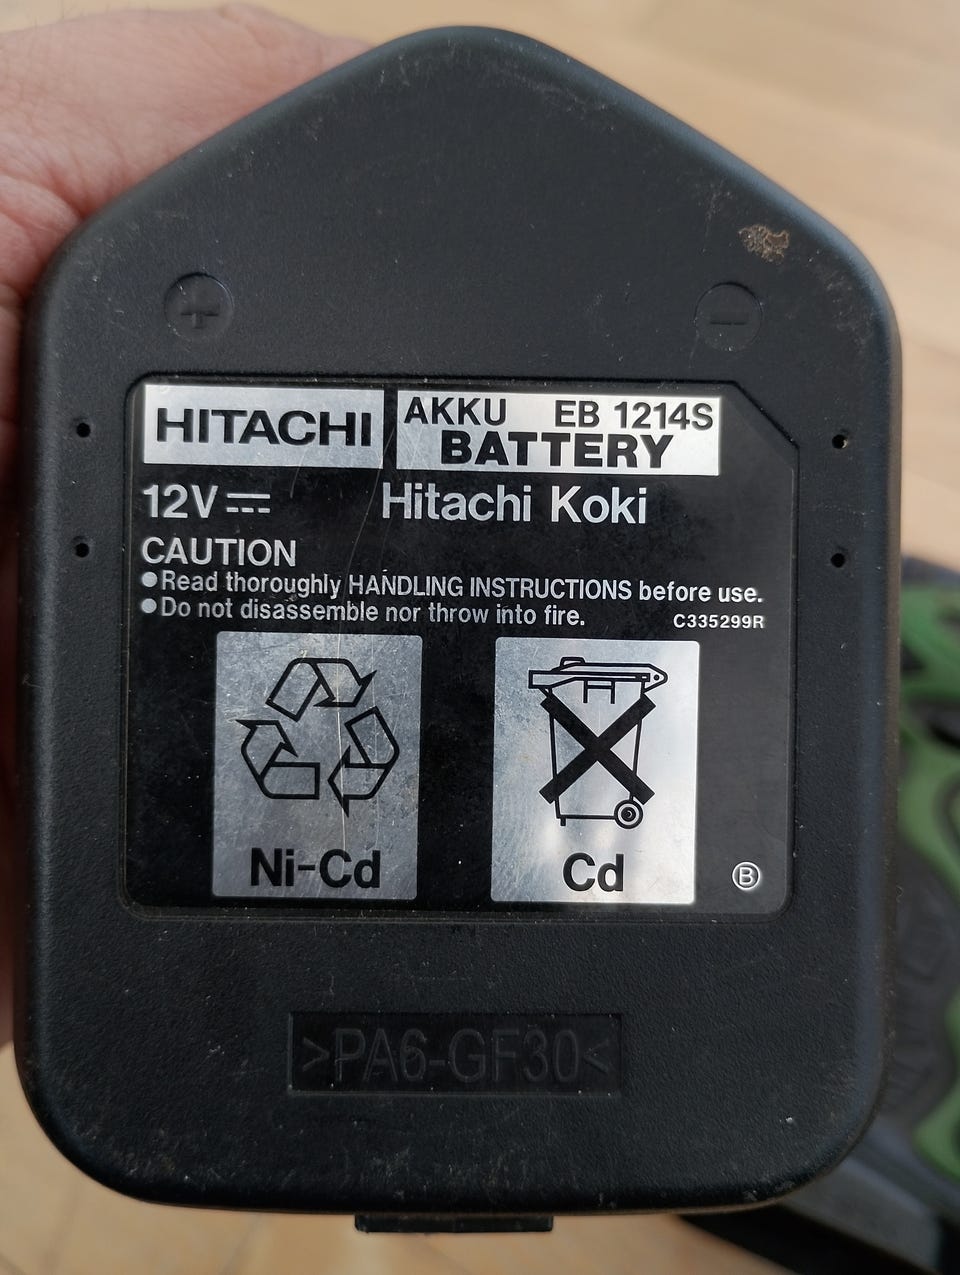 + −
HITACHI
AKKU EB 1214S
BATTERY
12V Hitachi Koki
CAUTION
●Read thoroughly HANDLING INSTRUCTIONS before use.
●Do not disassemble nor throw into fire.
C335299R
Ni-Cd
Cd
Ⓑ
>PA6-GF30<